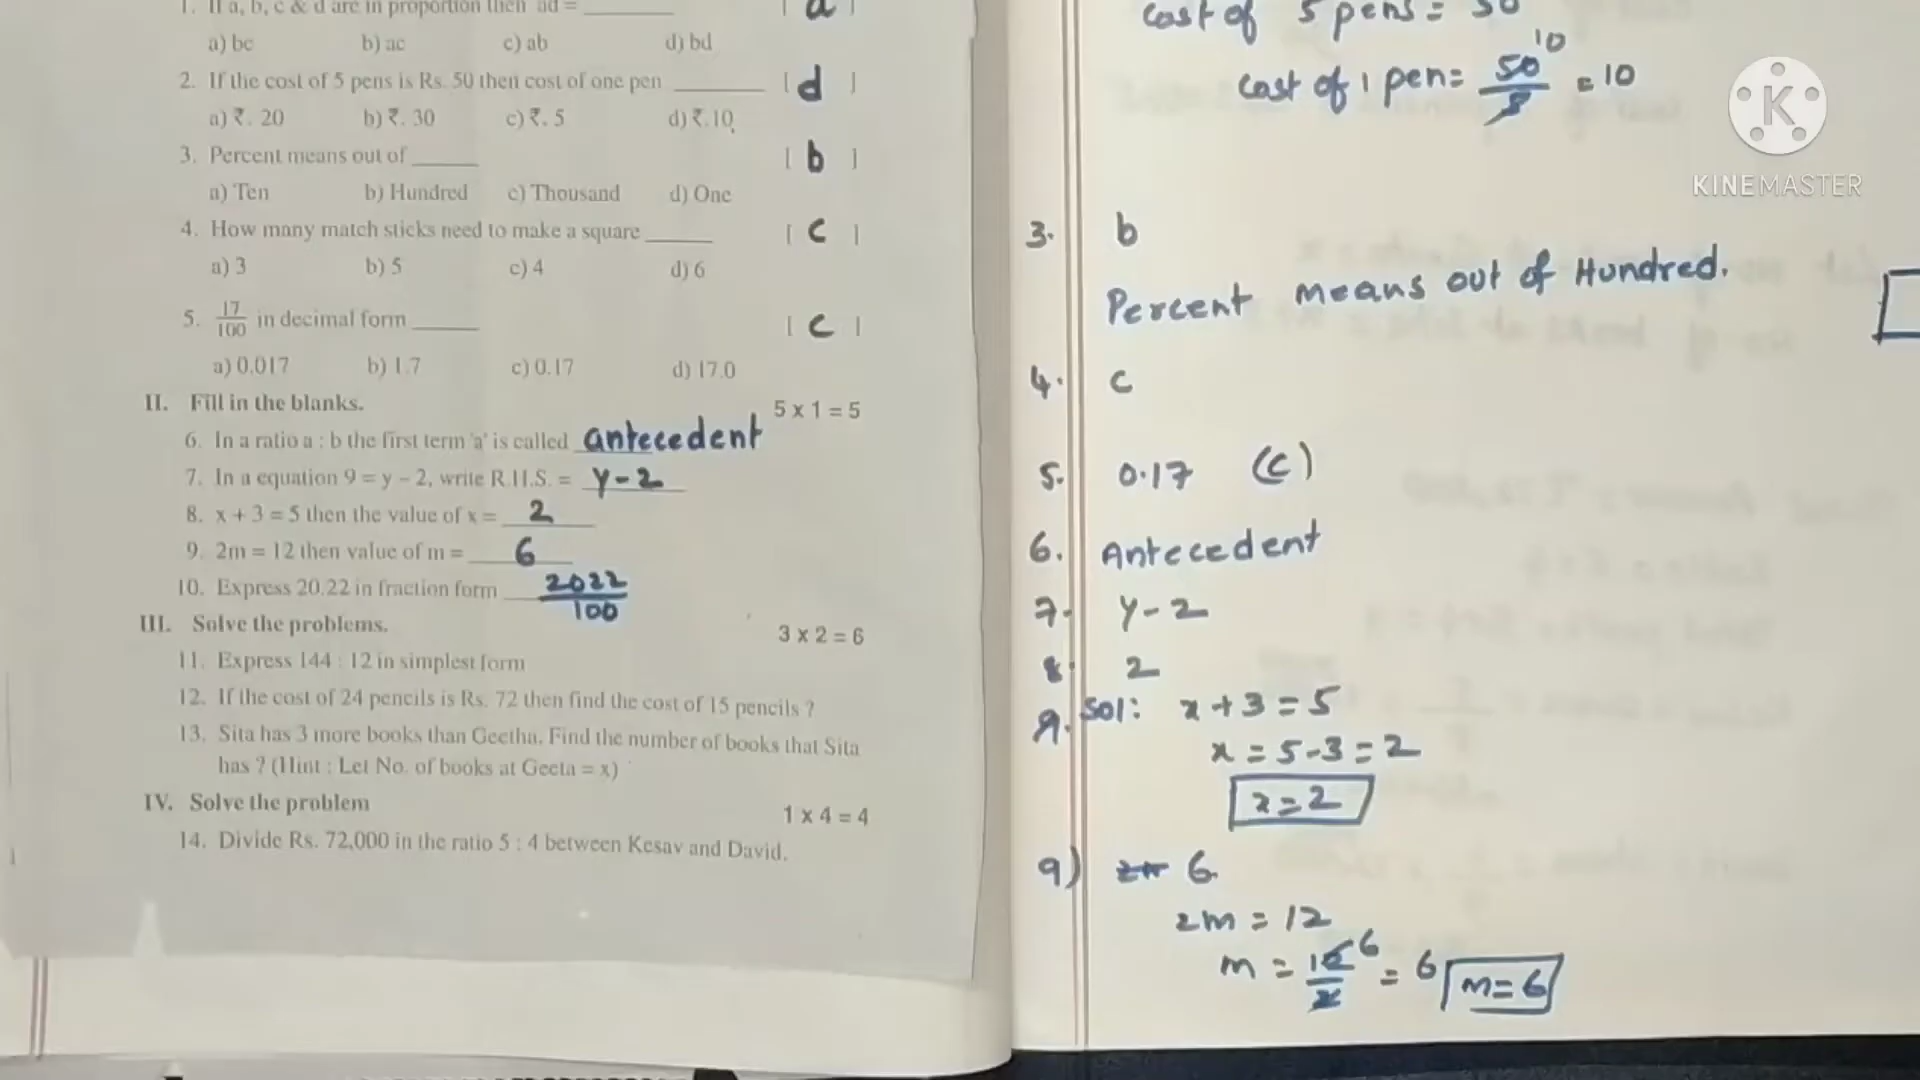 1. If a, b, c & d are in proportion then ad = ________ [ a ]
a) bc b) ac c) ab d) bd
2. If the cost of 5 pens is Rs. 50 then cost of one pen ________ [ d ]
a) ₹. 20 b) ₹. 30 c) ₹. 5 d) ₹.10
3. Percent means out of ______ [ b ]
a) Ten b) Hundred c) Thousand d) One
4. How many match sticks need to make a square ______ [ c ]
a) 3 b) 5 c) 4 d) 6
5. 17/100 in decimal form ______ [ c ]
a) 0.017 b) 1.7 c) 0.17 d) 17.0
II. Fill in the blanks. 5 x 1 = 5
6. In a ratio a : b the first term 'a' is called antecedent
7. In a equation 9 = y – 2, write R.H.S. = y-2
8. x + 3 = 5 then the value of x = 2
9. 2m = 12 then value of m = 6
10. Express 20.22 in fraction form 2022/100
III. Solve the problems. 3 x 2 = 6
11. Express 144 : 12 in simplest form
12. If the cost of 24 pencils is Rs. 72 then find the cost of 15 pencils ?
13. Sita has 3 more books than Geetha. Find the number of books that Sita
has ? (Hint : Let No. of books at Geeta = x)
IV. Solve the problem 1 x 4 = 4
14. Divide Rs. 72,000 in the ratio 5 : 4 between Kesav and David.
Cost of 5 pens = 50
Cost of 1 pen = 50/5 10 = 10
KINEMASTER
3. b
Percent means out of Hundred.
4. c
5. 0.17 (c)
6. Antecedent
7. y-2
8. 2
9. Sol: x+3=5
x = 5-3=2
x=2
9) 6
2m = 12
m = 12/2 6 = 6 m=6